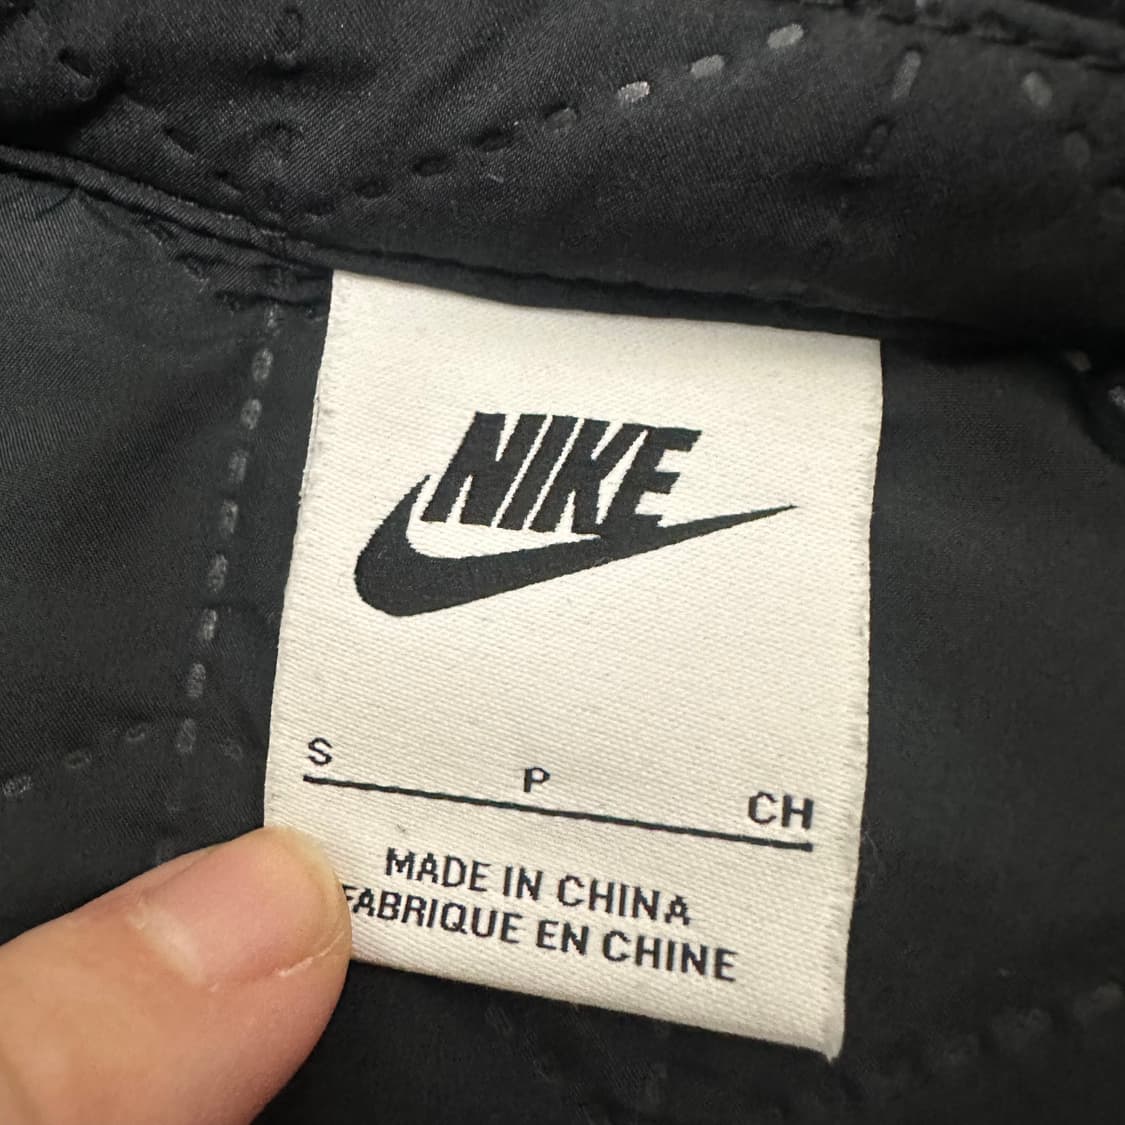 NIKE
S P CH
MADE IN CHINA
FABRIQUE EN CHINE